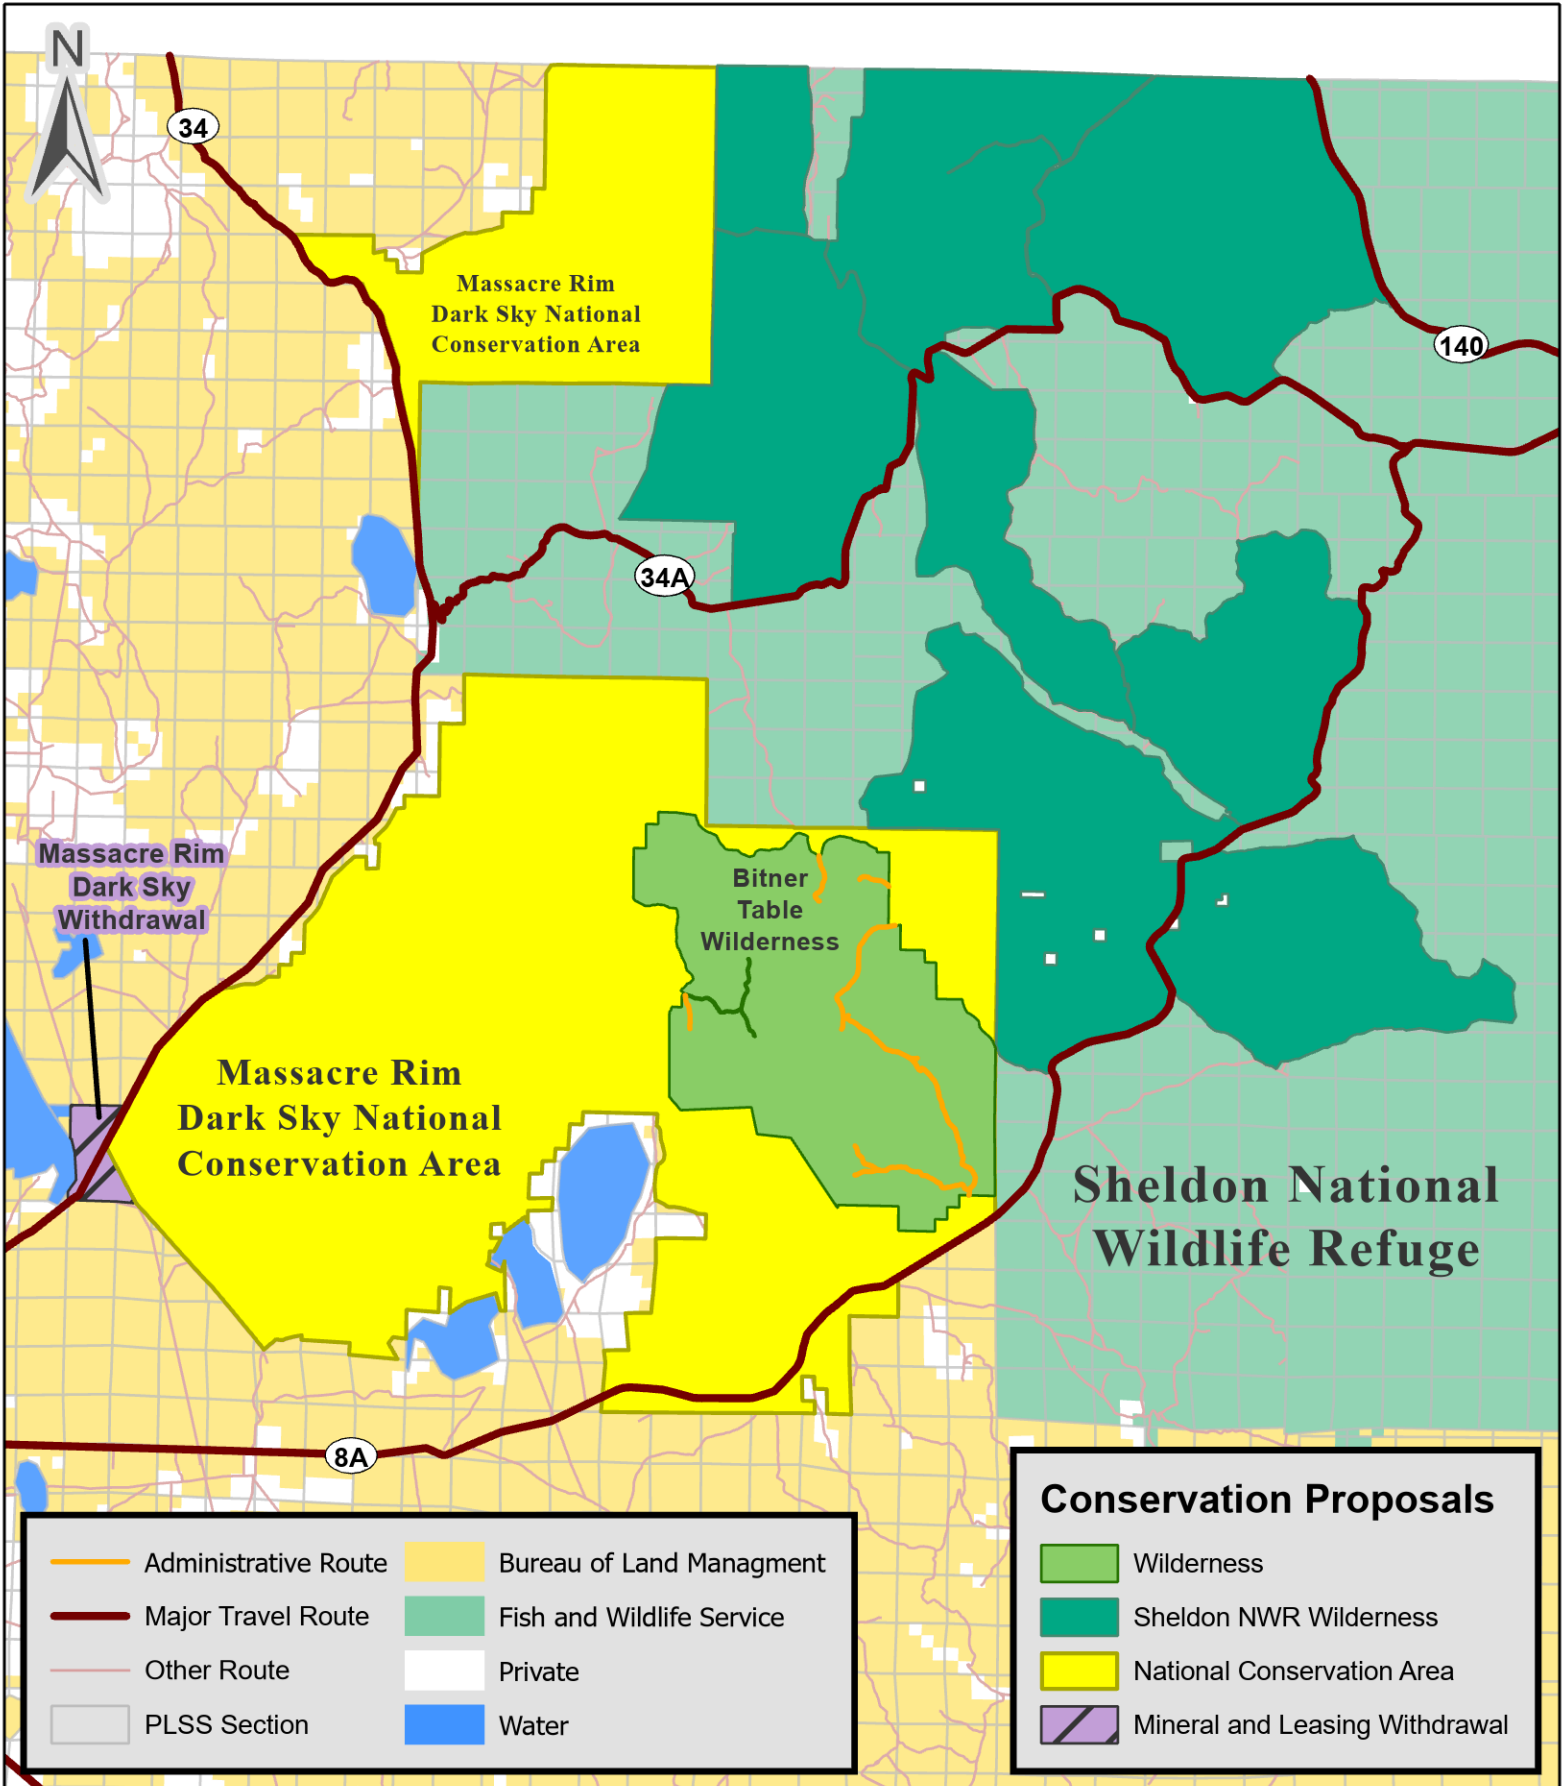 N
34
Massacre Rim
Dark Sky National
Conservation Area
140
34A
Massacre Rim
Dark Sky
Withdrawal
Bitner
Table
Wilderness
Massacre Rim
Dark Sky National
Conservation Area
Sheldon National
Wildlife Refuge
8A
Administrative Route
Major Travel Route
Other Route
PLSS Section
Bureau of Land Managment
Fish and Wildlife Service
Private
Water
Conservation Proposals
Wilderness
Sheldon NWR Wilderness
National Conservation Area
Mineral and Leasing Withdrawal